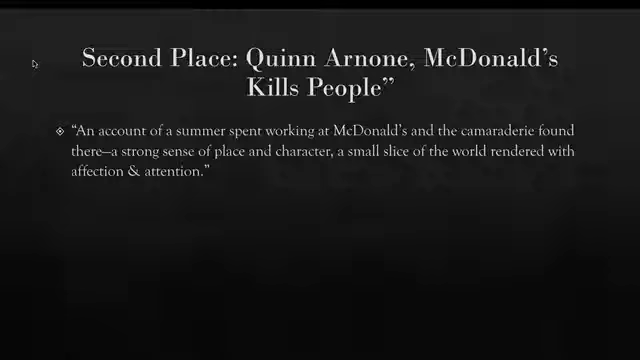 Second Place: Quinn Arnone, McDonald’s
Kills People”
“An account of a summer spent working at McDonald’s and the camaraderie found
there—a strong sense of place and character, a small slice of the world rendered with
affection & attention.”